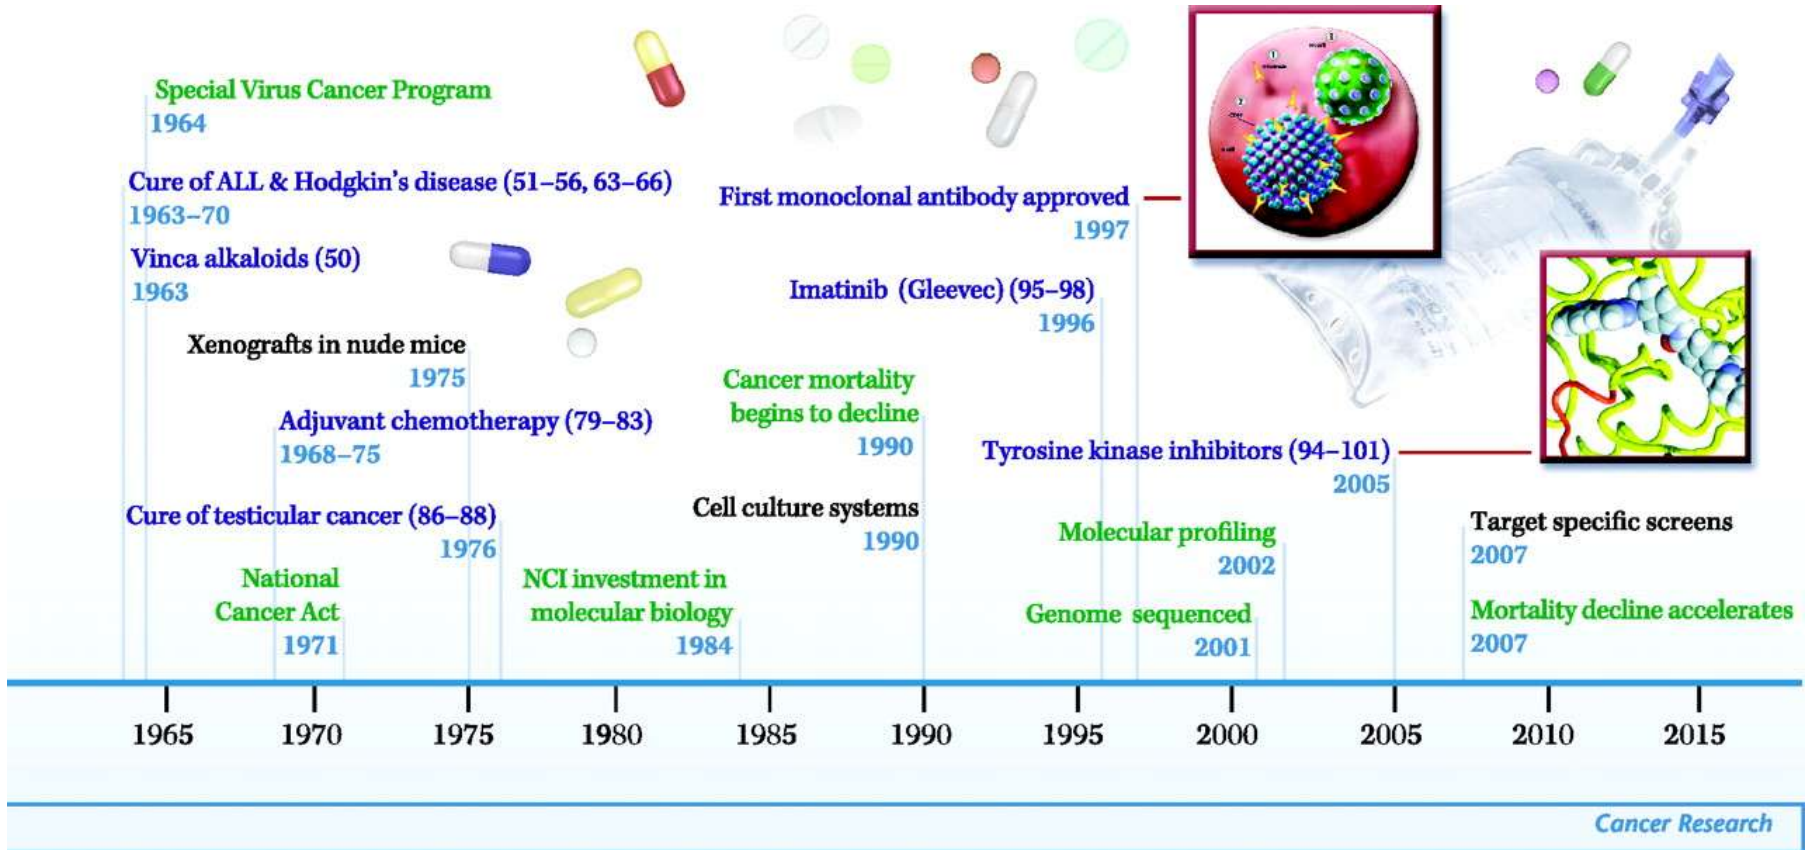 Special Virus Cancer Program
1964
Cure of ALL & Hodgkin's disease (51–56, 63–66)
1963–70
Vinca alkaloids (50)
1963
Xenografts in nude mice
1975
Adjuvant chemotherapy (79–83)
1968–75
Cure of testicular cancer (86–88)
1976
National
Cancer Act
1971
NCI investment in
molecular biology
1984
First monoclonal antibody approved
1997
Imatinib (Gleevec) (95–98)
1996
Cancer mortality
begins to decline
1990
Cell culture systems
1990
Tyrosine kinase inhibitors (94–101)
2005
Molecular profiling
2002
Genome sequenced
2001
Target specific screens
2007
Mortality decline accelerates
2007
1965 1970 1975 1980 1985 1990 1995 2000 2005 2010 2015
Cancer Research